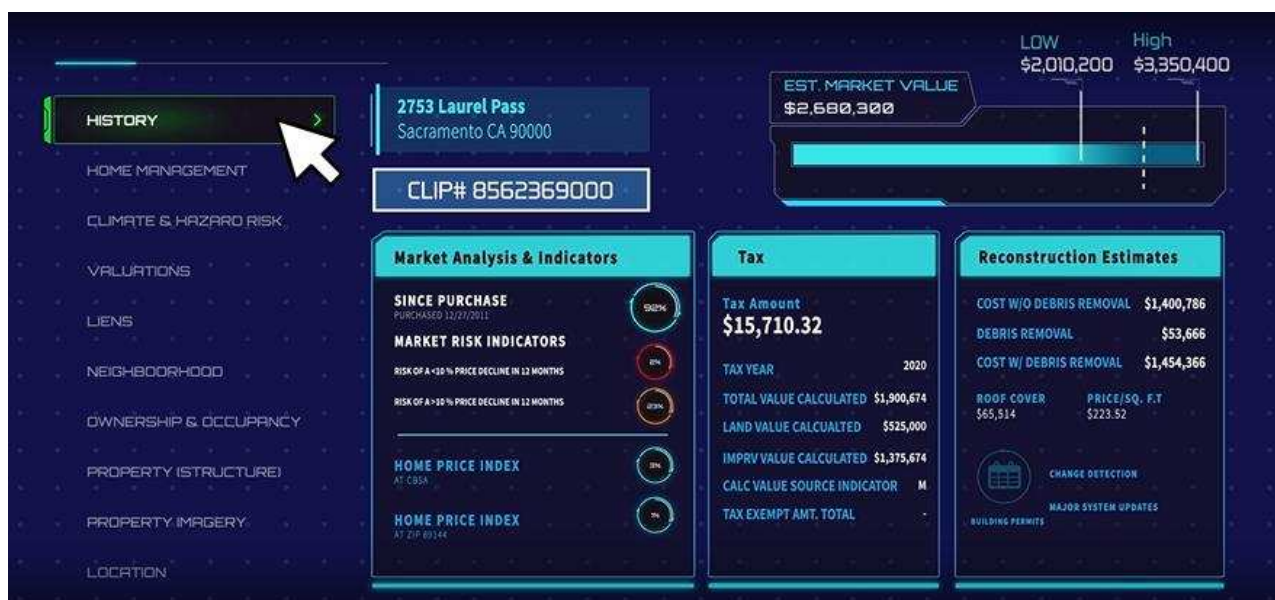 LOW High
$2,010,200 $3,350,400
EST. MARKET VALUE
$2,680,300
HISTORY
HOME MANAGEMENT
CLIMATE & HAZARD RISK
VALUATIONS
LIENS
NEIGHBOORHOOD
OWNERSHIP & OCCUPANCY
PROPERTY (STRUCTURE)
PROPERTY IMAGERY
LOCATION
2753 Laurel Pass
Sacramento CA 90000
CLIP# 8562369000
Market Analysis & Indicators
SINCE PURCHASE 92%
PURCHASED 12/27/2011
MARKET RISK INDICATORS
RISK OF A <10 % PRICE DECLINE IN 12 MONTHS
RISK OF A >10 % PRICE DECLINE IN 12 MONTHS 23%
HOME PRICE INDEX
AT CBSA
HOME PRICE INDEX
AT ZIP 89144
Tax
Tax Amount
$15,710.32
TAX YEAR 2020
TOTAL VALUE CALCULATED $1,900,674
LAND VALUE CALCUALTED $525,000
IMPRV VALUE CALCULATED $1,375,674
CALC VALUE SOURCE INDICATOR M
TAX EXEMPT AMT. TOTAL -
Reconstruction Estimates
COST W/O DEBRIS REMOVAL $1,400,786
DEBRIS REMOVAL $53,666
COST W/ DEBRIS REMOVAL $1,454,366
ROOF COVER PRICE/SQ. F.T
$65,514 $223.52
CHANGE DETECTION
MAJOR SYSTEM UPDATES
BUILDING PERMITS